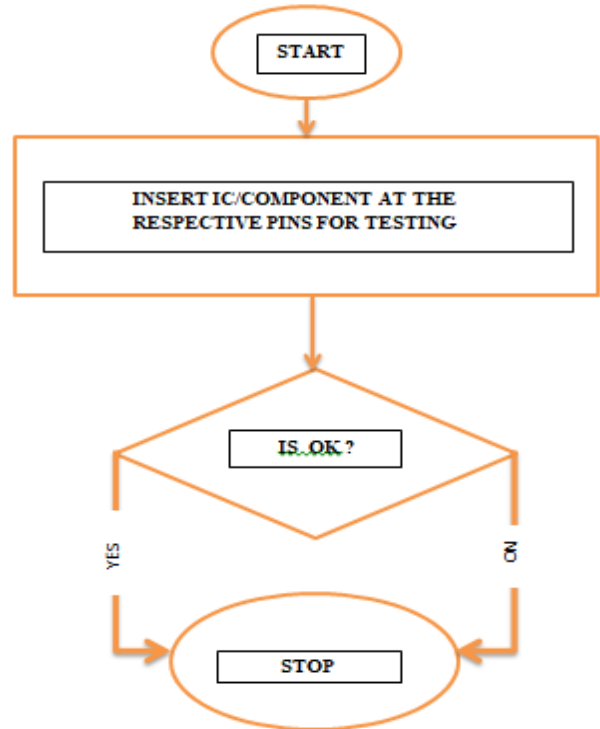 START
INSERT IC/COMPONENT AT THE
RESPECTIVE PINS FOR TESTING
IS OK ?
YES
NO
STOP